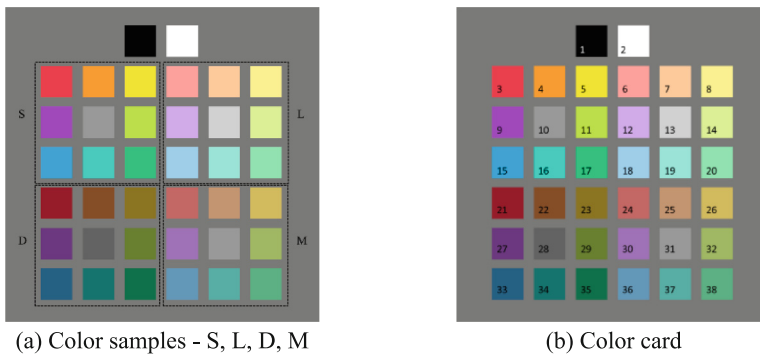 S
L
D
M
(a) Color samples - S, L, D, M
1 2
3 4 5 6 7 8
9 10 11 12 13 14
15 16 17 18 19 20
21 22 23 24 25 26
27 28 29 30 31 32
33 34 35 36 37 38
(b) Color card